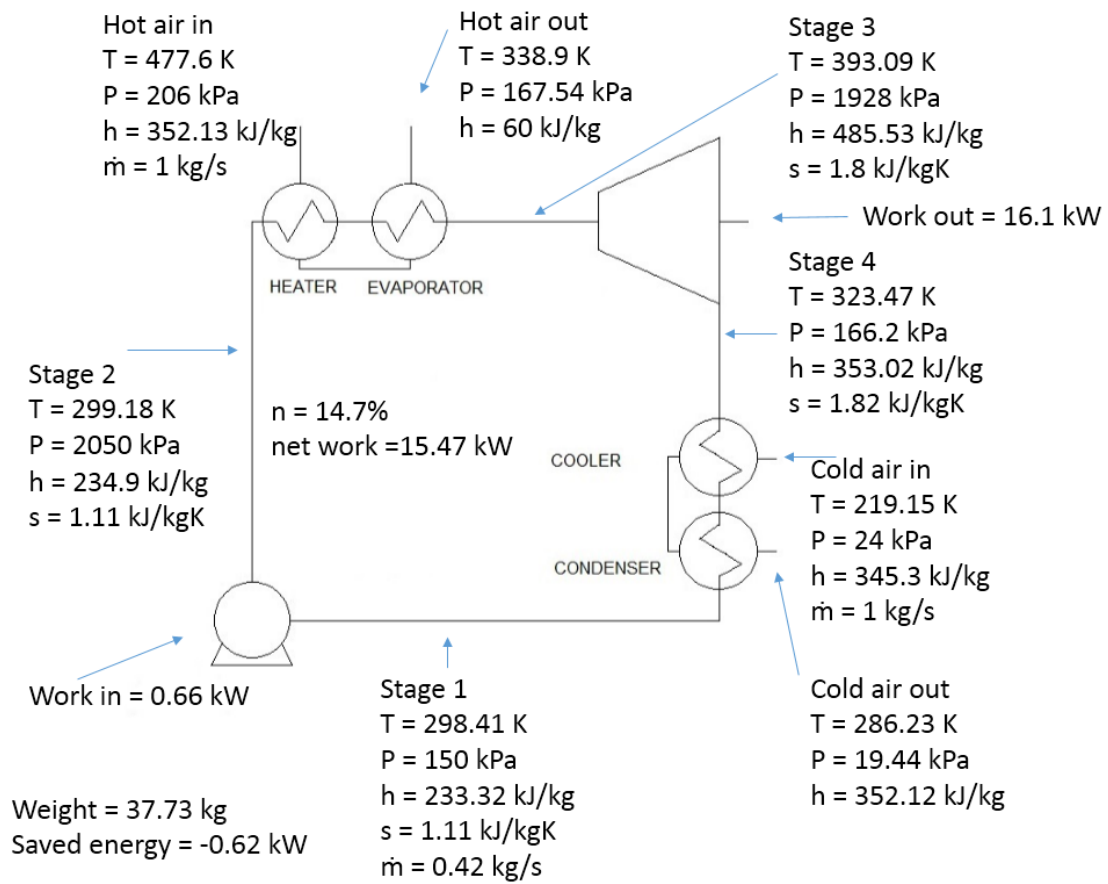 Hot air in
T = 477.6 K
P = 206 kPa
h = 352.13 kJ/kg
ṁ = 1 kg/s
Hot air out
T = 338.9 K
P = 167.54 kPa
h = 60 kJ/kg
Stage 3
T = 393.09 K
P = 1928 kPa
h = 485.53 kJ/kg
s = 1.8 kJ/kgK
Work out = 16.1 kW
HEATER
EVAPORATOR
Stage 4
T = 323.47 K
P = 166.2 kPa
h = 353.02 kJ/kg
s = 1.82 kJ/kgK
Stage 2
T = 299.18 K
P = 2050 kPa
h = 234.9 kJ/kg
s = 1.11 kJ/kgK
n = 14.7%
net work =15.47 kW
COOLER
CONDENSER
Cold air in
T = 219.15 K
P = 24 kPa
h = 345.3 kJ/kg
ṁ = 1 kg/s
Work in = 0.66 kW
Stage 1
T = 298.41 K
P = 150 kPa
h = 233.32 kJ/kg
s = 1.11 kJ/kgK
ṁ = 0.42 kg/s
Cold air out
T = 286.23 K
P = 19.44 kPa
h = 352.12 kJ/kg
Weight = 37.73 kg
Saved energy = -0.62 kW